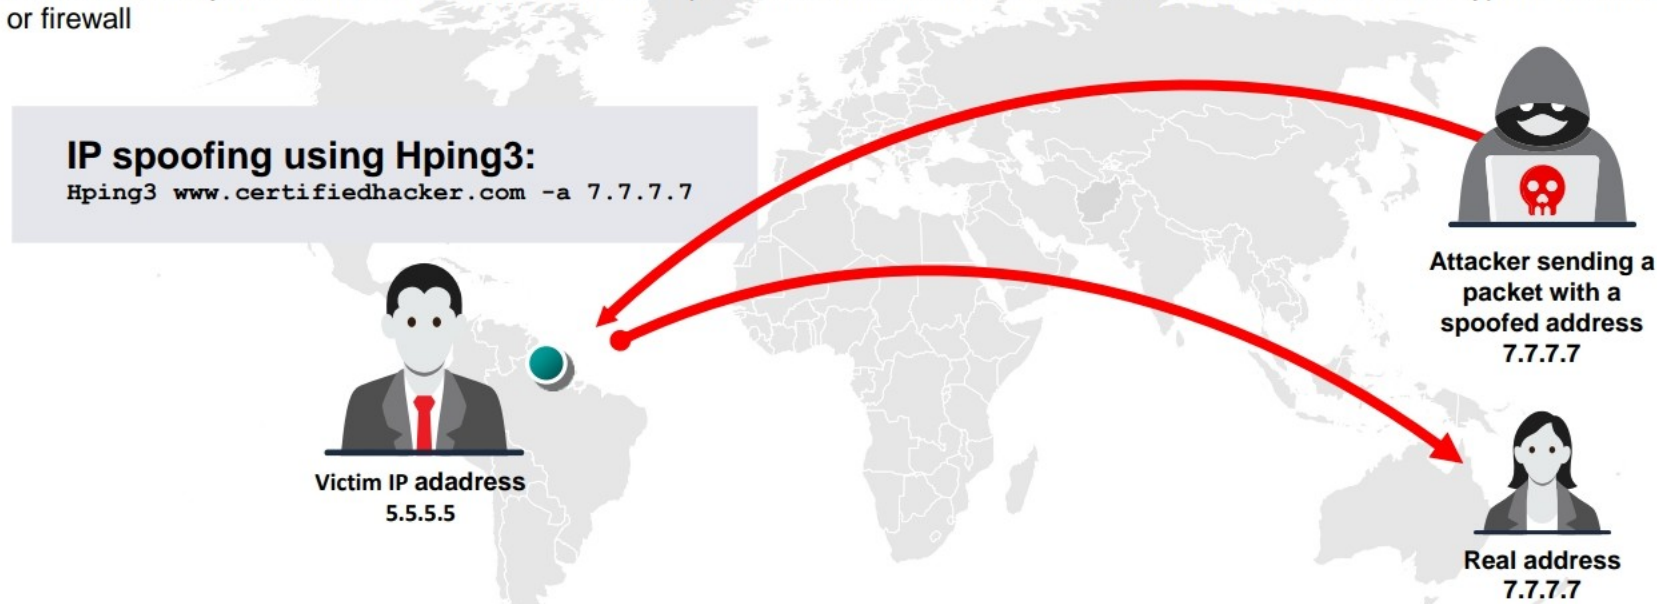 or firewall
IP spoofing using Hping3:
Hping3 www.certifiedhacker.com -a 7.7.7.7
Attacker sending a
packet with a
spoofed address
7.7.7.7
Victim IP adadress
5.5.5.5
Real address
7.7.7.7